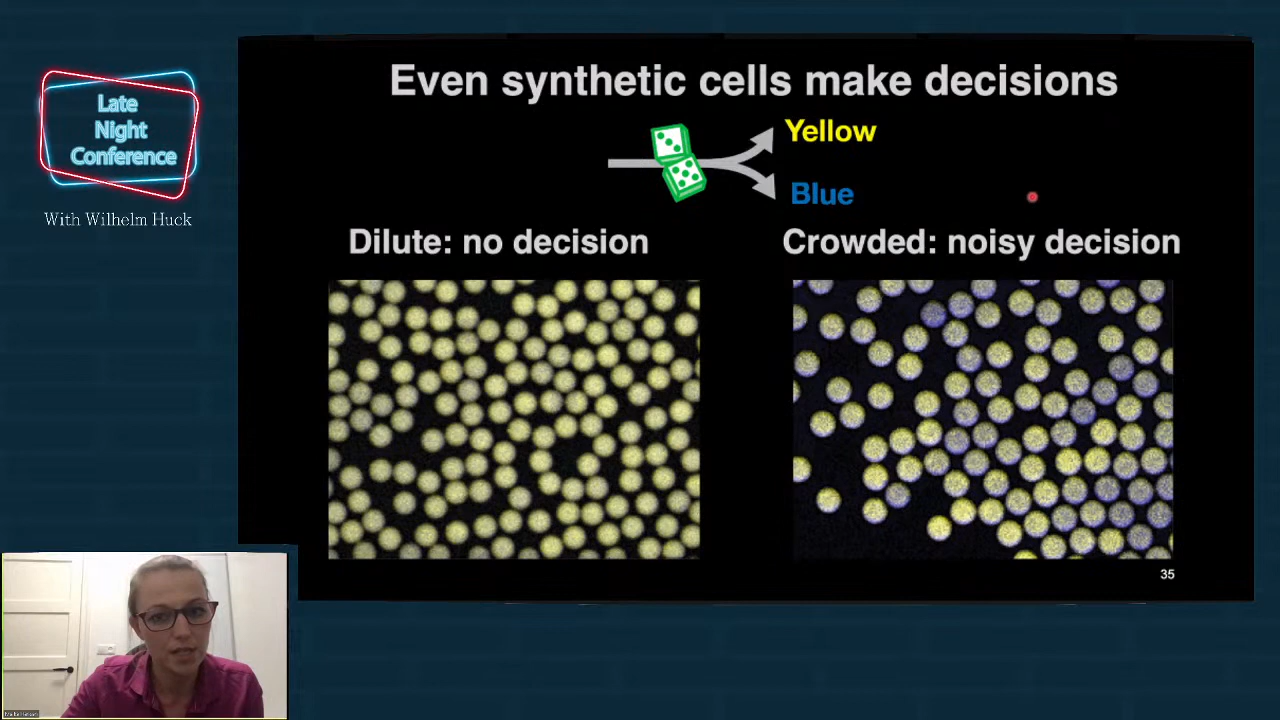 Late
Night
Conference
With Wilhelm Huck
Even synthetic cells make decisions
Yellow
Blue
Dilute: no decision
Crowded: noisy decision
35